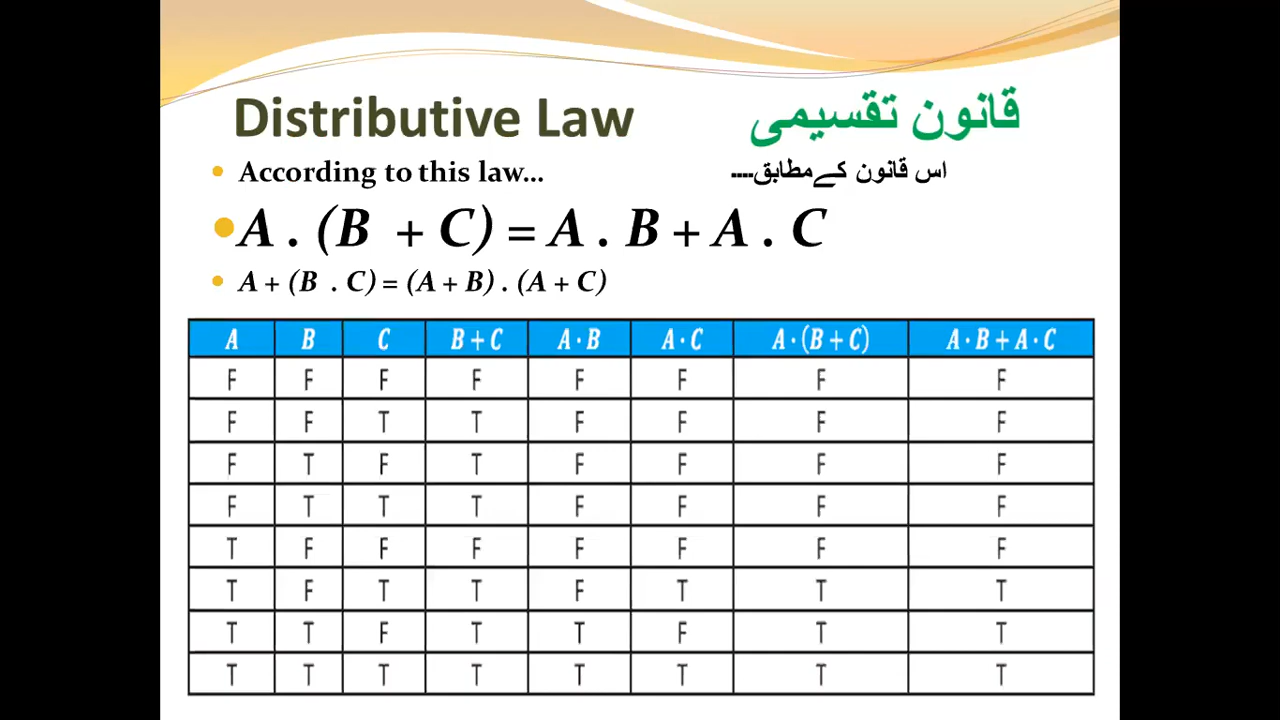 Distributive Law قانون تقسیمی
• According to this law... اس قانون کے مطابق----
• A . (B + C) = A . B + A . C
• A + (B . C) = (A + B) . (A + C)
A B C B + C A · B A · C A · (B + C) A · B + A · C
F F F F F F F F
F F T T F F F F
F T F T F F F F
F T T T F F F F
T F F F F F F F
T F T T F T T T
T T F T T F T T
T T T T T T T T